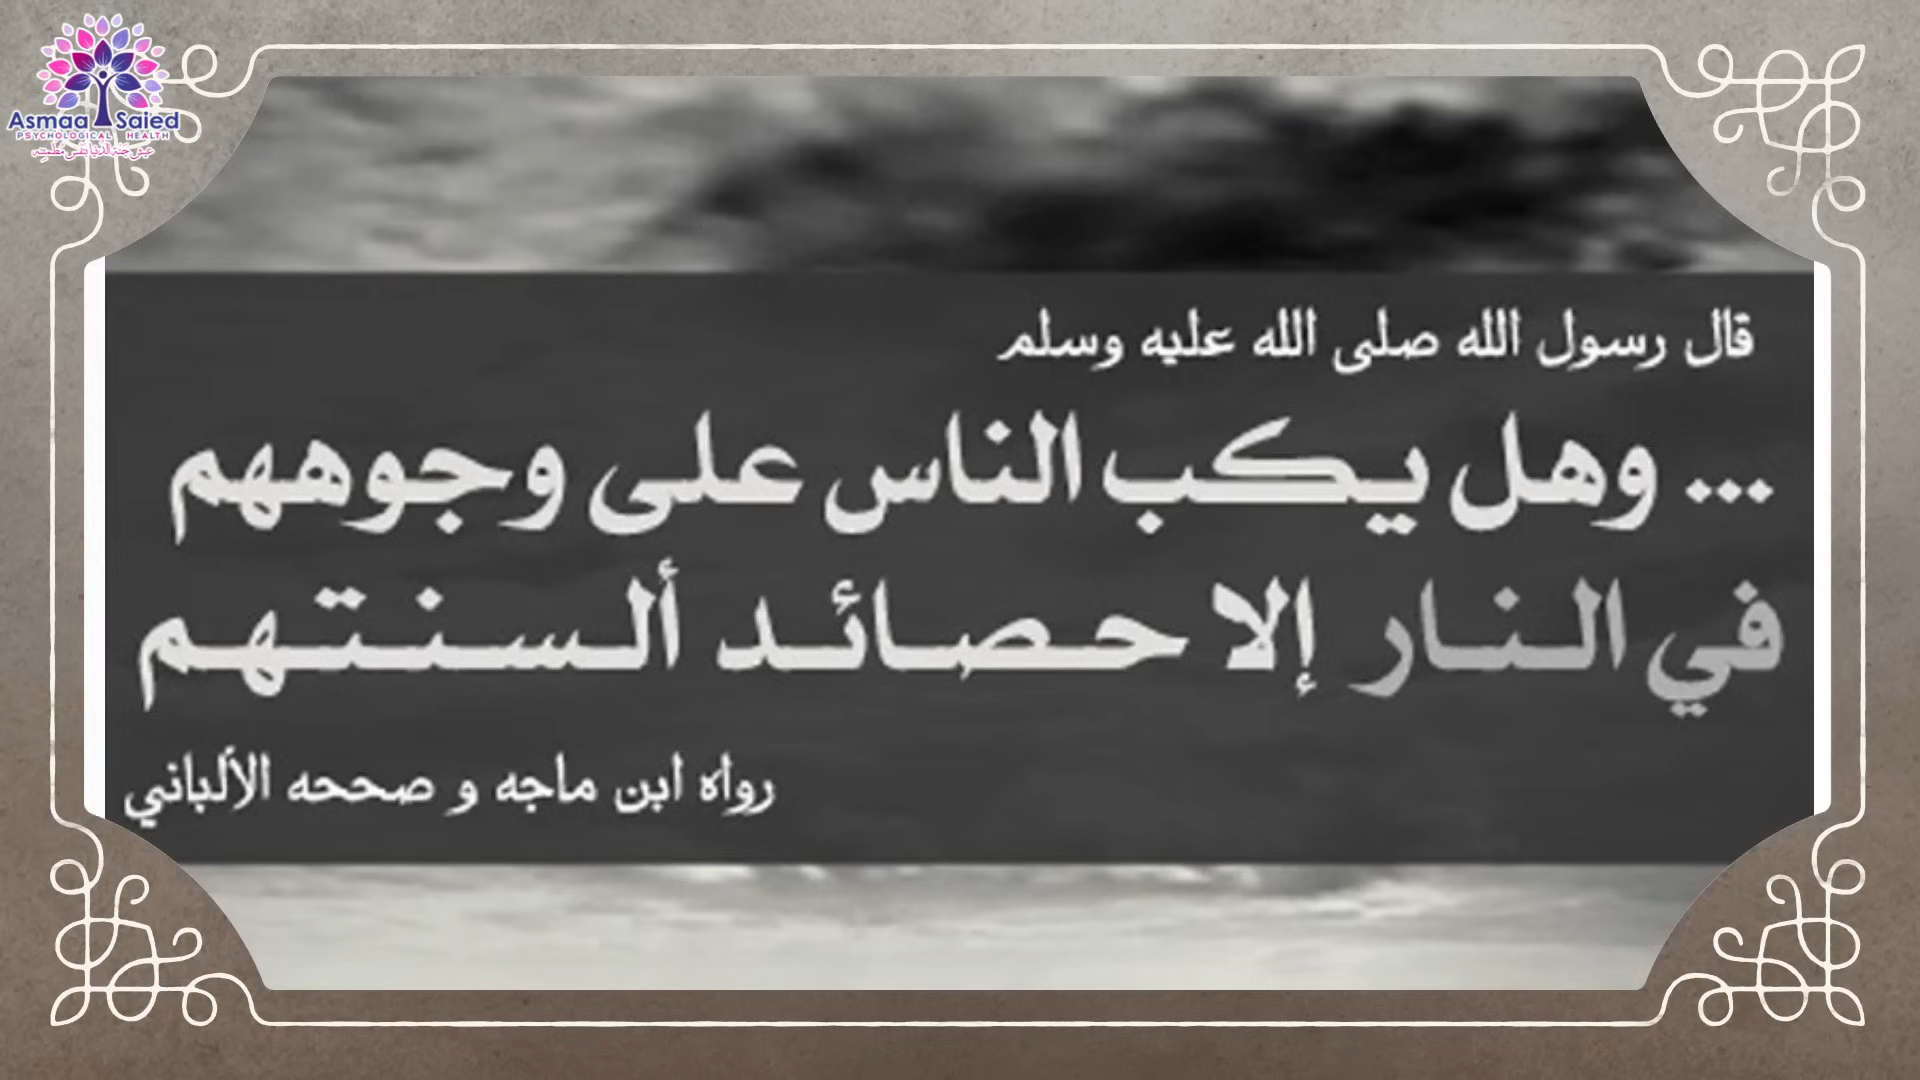 Asmaa Saied
PSYCHOLOGICAL HEALTH
قال رسول الله صلى الله عليه وسلم
... وهل يكب الناس على وجوههم
في النار إلا حصائد ألسنتهم
رواه ابن ماجه و صححه الألباني